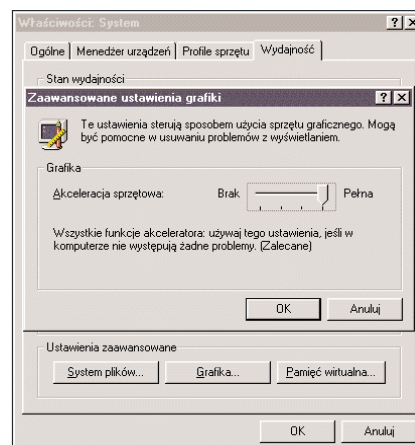 Właściwości: System
Ogólne Menedżer urządzeń Profile sprzętu Wydajność
Stan wydajności
Zaawansowane ustawienia grafiki
Te ustawienia sterują sposobem użycia sprzętu graficznego. Mogą
być pomocne w usuwaniu problemów z wyświetlaniem.
Grafika
Akceleracja sprzętowa: Brak Pełna
Wszystkie funkcje akceleratora: używaj tego ustawienia, jeśli w
komputerze nie występują żadne problemy. (Zalecane)
OK Anuluj
Ustawienia zaawansowane
System plików... Grafika... Pamięć wirtualna...
OK Anuluj